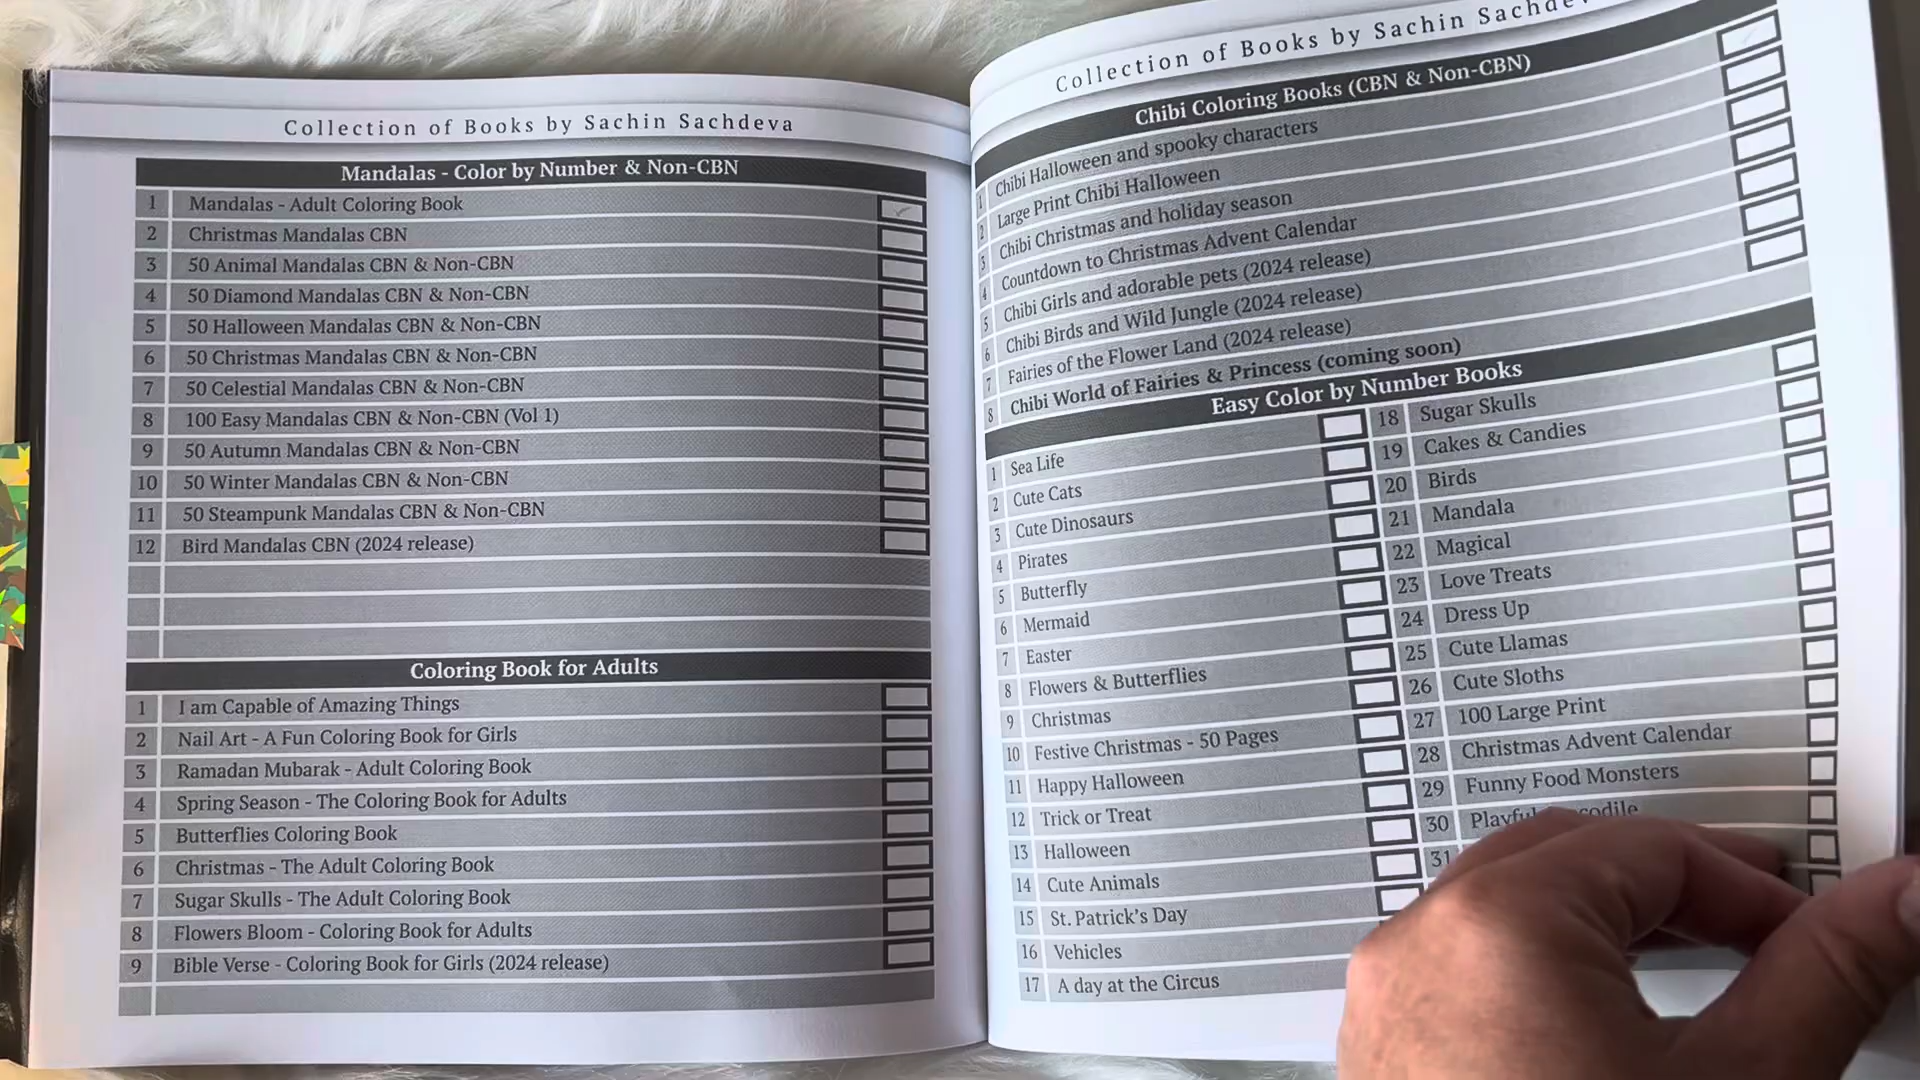 Collection of Books by Sachin Sachdeva
Mandalas - Color by Number & Non-CBN
1 Mandalas - Adult Coloring Book
2 Christmas Mandalas CBN
3 50 Animal Mandalas CBN & Non-CBN
4 50 Diamond Mandalas CBN & Non-CBN
5 50 Halloween Mandalas CBN & Non-CBN
6 50 Christmas Mandalas CBN & Non-CBN
7 50 Celestial Mandalas CBN & Non-CBN
8 100 Easy Mandalas CBN & Non-CBN (Vol 1)
9 50 Autumn Mandalas CBN & Non-CBN
10 50 Winter Mandalas CBN & Non-CBN
11 50 Steampunk Mandalas CBN & Non-CBN
12 Bird Mandalas CBN (2024 release)
Coloring Book for Adults
1 I am Capable of Amazing Things
2 Nail Art - A Fun Coloring Book for Girls
3 Ramadan Mubarak - Adult Coloring Book
4 Spring Season - The Coloring Book for Adults
5 Butterflies Coloring Book
6 Christmas - The Adult Coloring Book
7 Sugar Skulls - The Adult Coloring Book
8 Flowers Bloom - Coloring Book for Adults
9 Bible Verse - Coloring Book for Girls (2024 release)
Collection of Books by Sachin
Chibi Coloring Books (CBN & Non-CBN)
1 Chibi Halloween and spooky characters
2 Large Print Chibi Halloween
3 Chibi Christmas and holiday season
4 Countdown to Christmas Advent Calendar
5 Chibi Girls and adorable pets (2024 release)
6 Chibi Birds and Wild Jungle (2024 release)
7 Fairies of the Flower Land (2024 release)
8 Chibi World of Fairies & Princess (coming soon)
Easy Color by Number Books
1 Sea Life
2 Cute Cats
3 Cute Dinosaurs
4 Pirates
5 Butterfly
6 Mermaid
7 Easter
8 Flowers & Butterflies
9 Christmas
10 Festive Christmas - 50 Pages
11 Happy Halloween
12 Trick or Treat
13 Halloween
14 Cute Animals
15 St. Patrick's Day
16 Vehicles
17 A day at the Circus
18 Sugar Skulls
19 Cakes & Candies
20 Birds
21 Mandala
22 Magical
23 Love Treats
24 Dress Up
25 Cute Llamas
26 Cute Sloths
27 100 Large Print
28 Christmas Advent Calendar
29 Funny Food Monsters
30
31